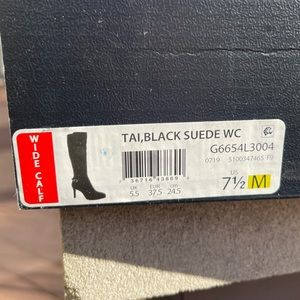 WIDE CALF
TAI,BLACK SUEDE WC
G6654L3004
0719 5100347465 F9
UK EUR cm
5.5 37.5 24.5
US
7½ M